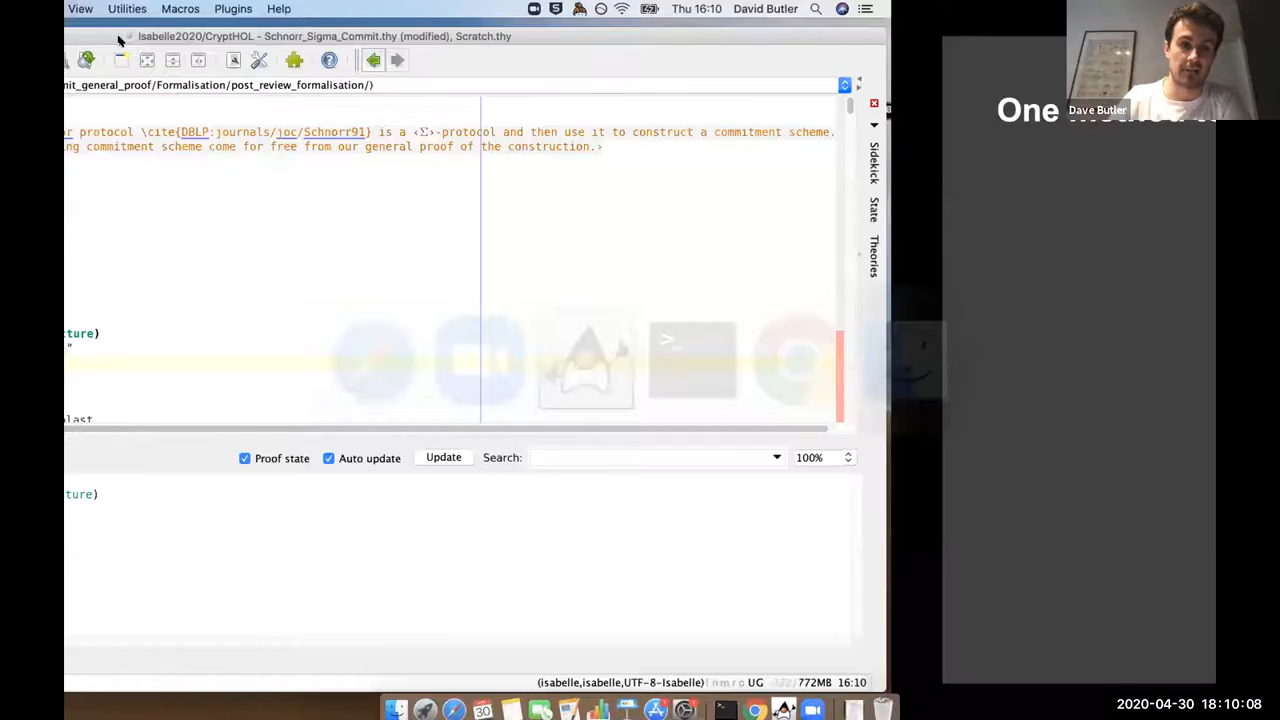 View Utilities Macros Plugins Help Thu 16:10 David Butler
Isabelle2020/CryptHOL - Schnorr_Sigma_Commit.thy (modified), Scratch.thy
mit_general_proof/Formalisation/post_review_formalisation/)
or protocol \cite{DBLP:journals/joc/Schnorr91} is a ‹Σ›-protocol and then use it to construct a commitment scheme.
ng commitment scheme come for free from our general proof of the construction.›
Sidekick
State
Theories
ture)
"
blast
Proof state Auto update Update Search: 100%
ture)
(isabelle,isabelle,UTF-8-Isabelle) UG 772MB 16:10
30
One
Dave Butler
2020-04-30 18:10:08